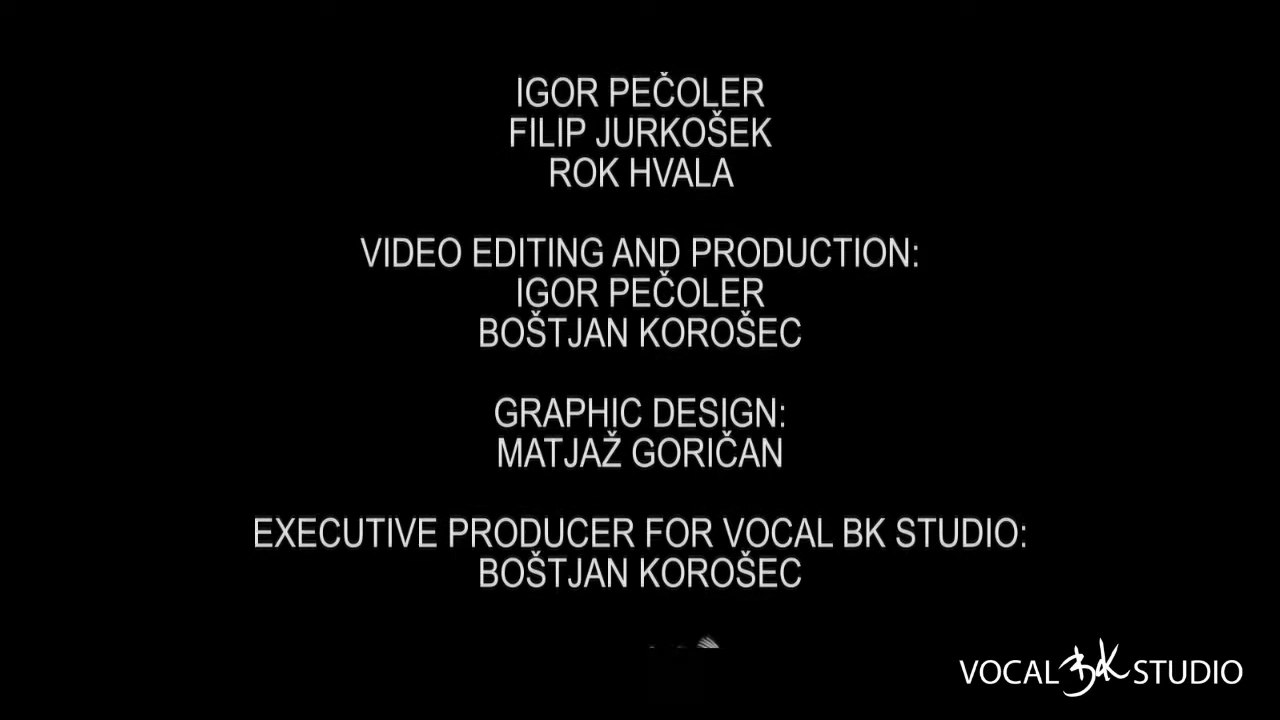 IGOR PEČOLER
FILIP JURKOŠEK
ROK HVALA
VIDEO EDITING AND PRODUCTION:
IGOR PEČOLER
BOŠTJAN KOROŠEC
GRAPHIC DESIGN:
MATJAŽ GORIČAN
EXECUTIVE PRODUCER FOR VOCAL BK STUDIO:
BOŠTJAN KOROŠEC
VOCAL BK STUDIO